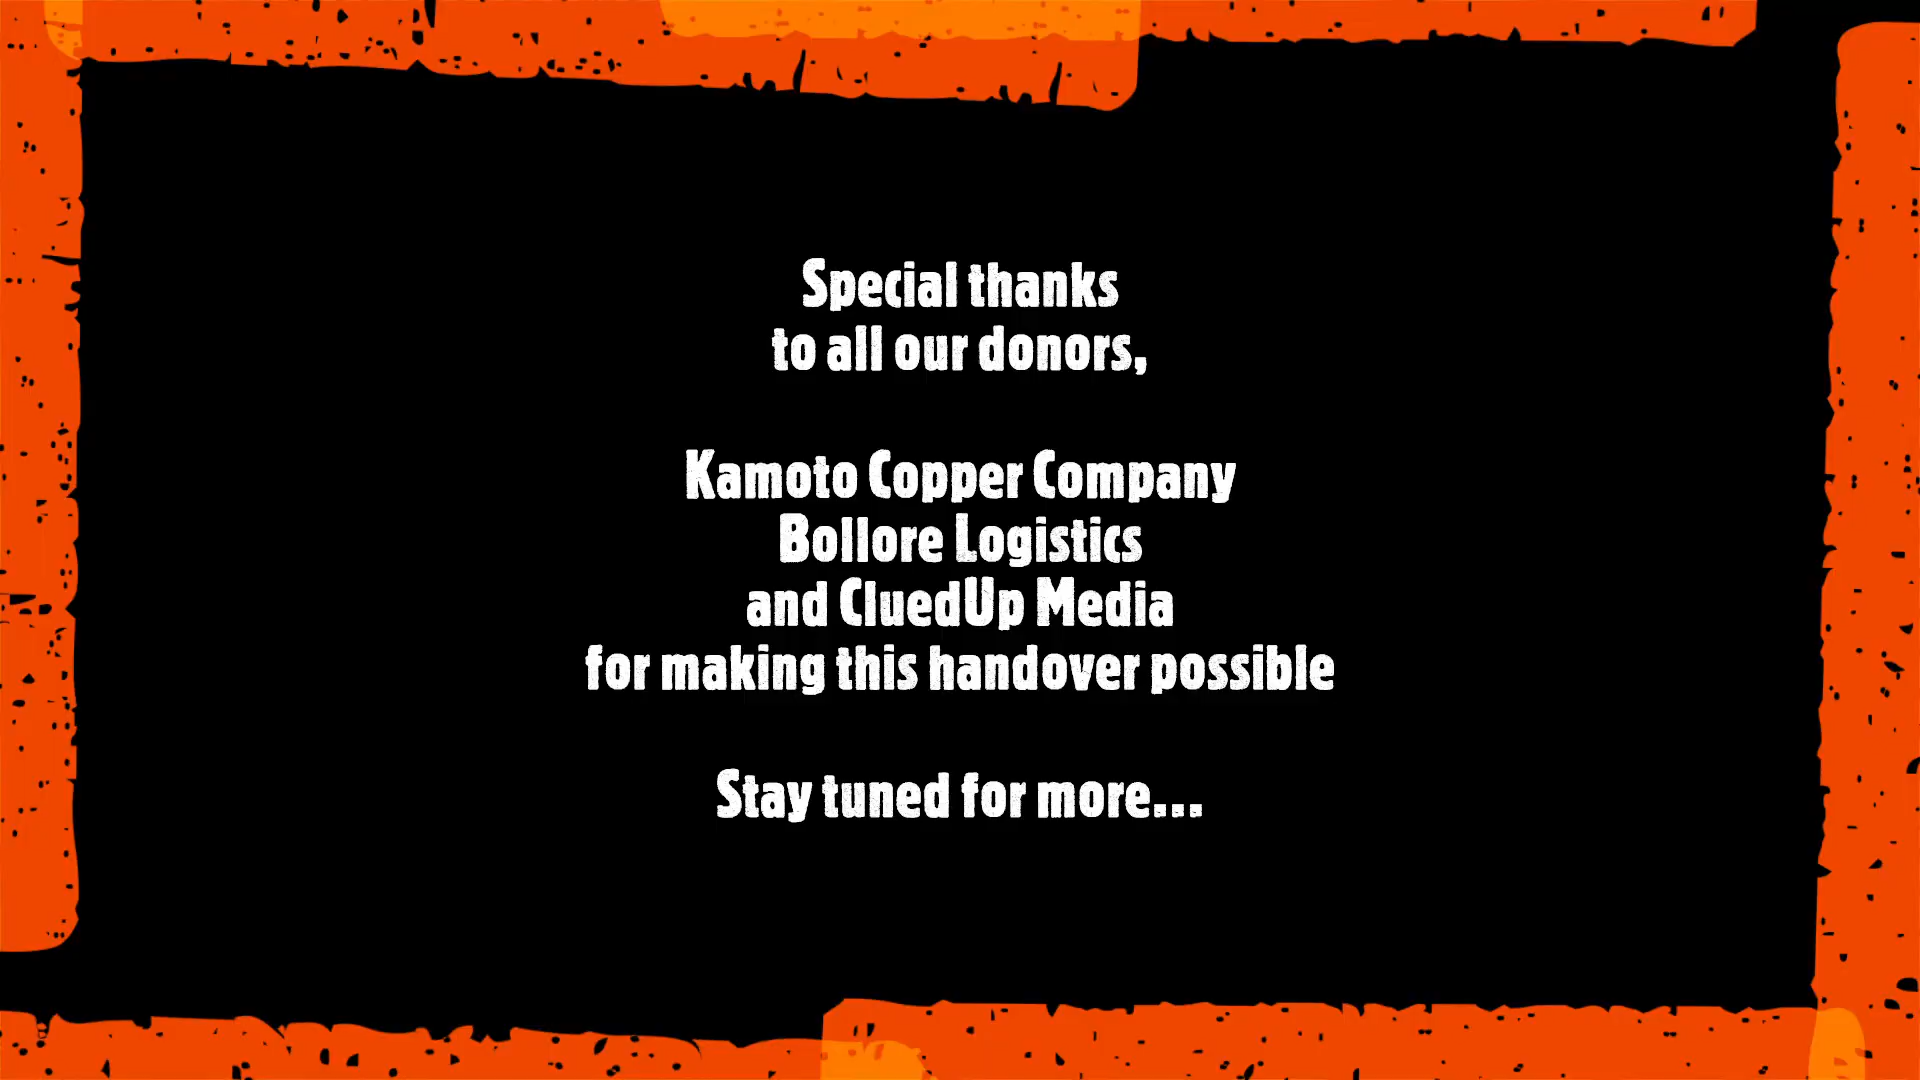 Special thanks
to all our donors,
Kamoto Copper Company
Bollore Logistics
and CluedUp Media
for making this handover possible
Stay tuned for more...